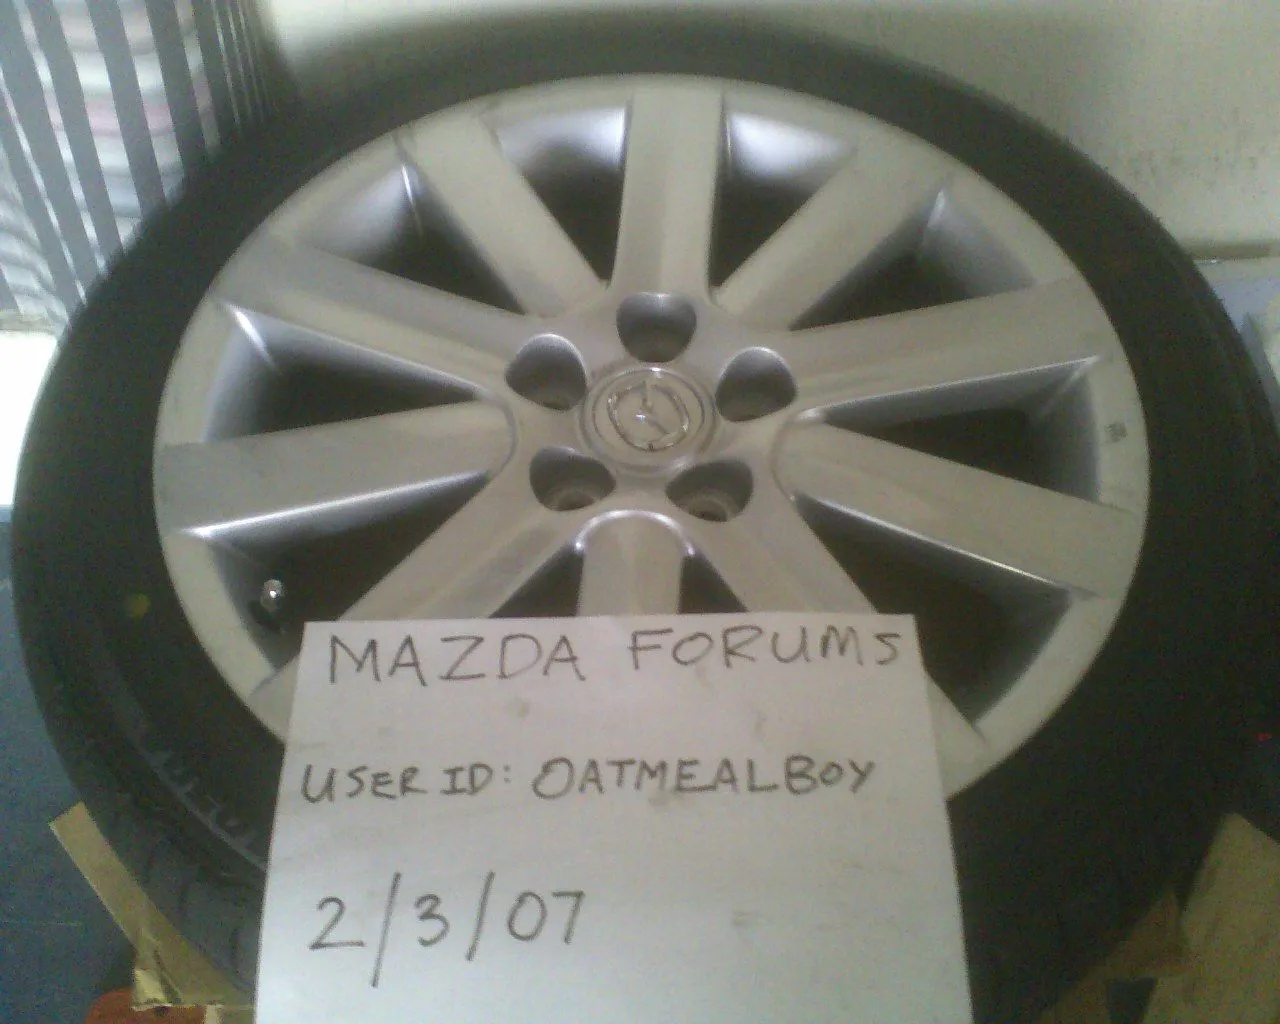 MAZDA FORUMS
USER ID: OATMEALBOY
2/3/07